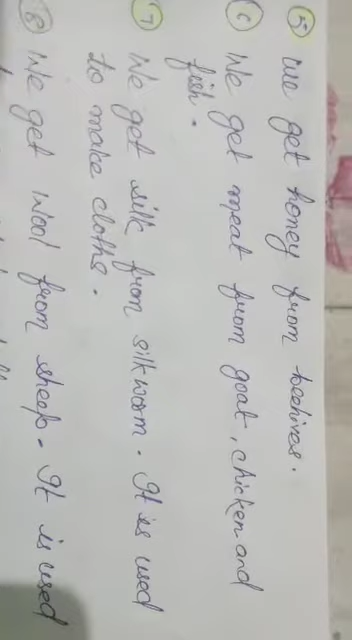 ⑤ We get honey from beehives.
⑥ We get meat from goat, chicken and
fish.
⑦ We get silk from silkworm. It is used
to make cloths.
⑧ We get wool from sheep. It is used